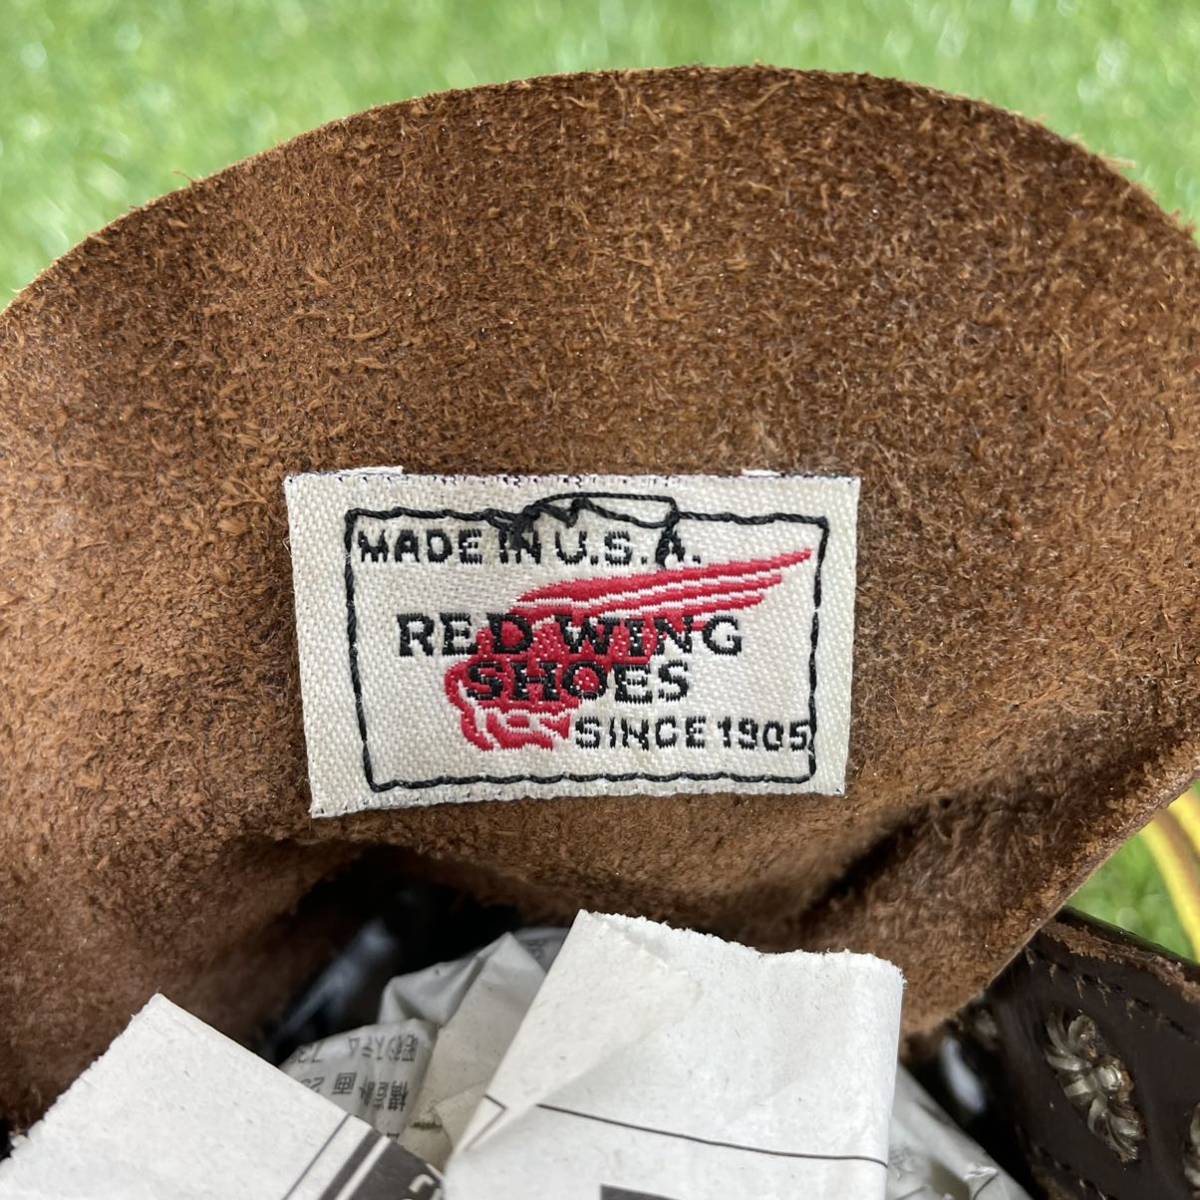 MADE IN U.S.A.
RED WING
SHOES
SINCE 1905